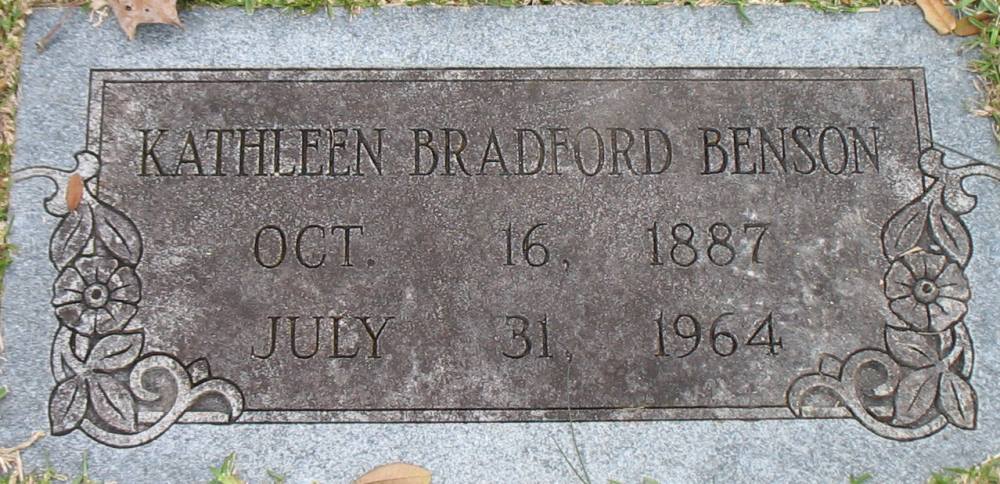 KATHLEEN BRADFORD BENSON
OCT. 16, 1887
JULY 31, 1964